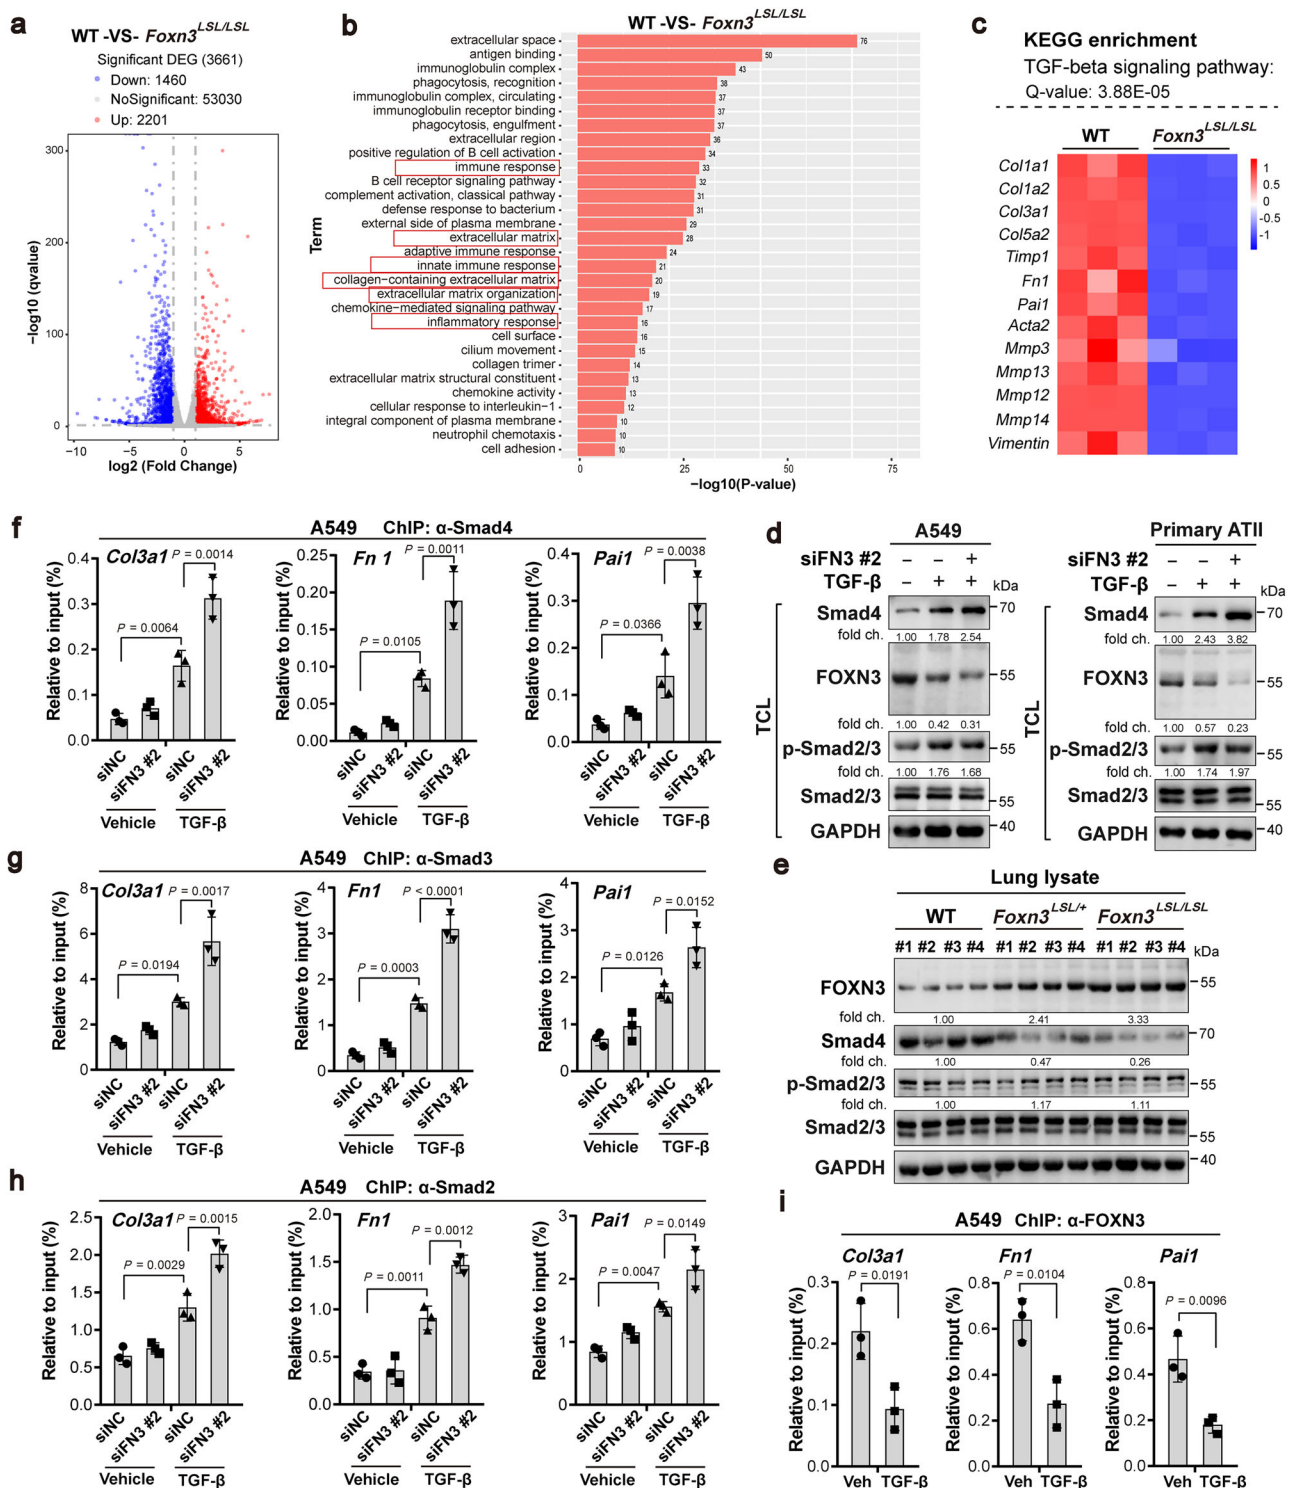 a
WT -VS- Foxn3 LSL/LSL
Significant DEG (3661)
Down: 1460
NoSignificant: 53030
Up: 2201
300
200
100
0
−10 −5 0 5
−log10 (qvalue)
log2 (Fold Change)
b
WT -VS- Foxn3 LSL/LSL
Term
extracellular space 76
antigen binding 50
immunoglobulin complex 43
phagocytosis, recognition 38
immunoglobulin complex, circulating 37
immunoglobulin receptor binding 37
phagocytosis, engulfment 37
extracellular region 36
positive regulation of B cell activation 34
immune response 33
B cell receptor signaling pathway 32
complement activation, classical pathway 31
defense response to bacterium 31
external side of plasma membrane 29
extracellular matrix 28
adaptive immune response 24
innate immune response 21
collagen−containing extracellular matrix 20
extracellular matrix organization 19
chemokine−mediated signaling pathway 17
inflammatory response 16
cell surface 16
cilium movement 15
collagen trimer 14
extracellular matrix structural constituent 13
chemokine activity 13
cellular response to interleukin−1 12
integral component of plasma membrane 10
neutrophil chemotaxis 10
cell adhesion 10
0 25 50 75
−log10(P-value)
c
KEGG enrichment
TGF-beta signaling pathway:
Q-value: 3.88E-05
WT Foxn3 LSL/LSL
Col1a1
Col1a2
Col3a1
Col5a2
Timp1
Fn1
Pai1
Acta2
Mmp3
Mmp13
Mmp12
Mmp14
Vimentin
1
0.5
0
-0.5
-1
f
A549 ChIP: α-Smad4
Relative to input (%)
Col3a1
P = 0.0014
P = 0.0064
0.4
0.3
0.2
0.1
0.0
siNC siFN3 #2 siNC siFN3 #2
Vehicle TGF-β
Relative to input (%)
Fn 1
P = 0.0011
P = 0.0105
0.25
0.20
0.15
0.10
0.05
0.00
siNC siFN3 #2 siNC siFN3 #2
Vehicle TGF-β
Relative to input (%)
Pai1
P = 0.0038
P = 0.0366
0.4
0.3
0.2
0.1
0.0
siNC siFN3 #2 siNC siFN3 #2
Vehicle TGF-β
d
A549
siFN3 #2 − − +
TGF-β − + + kDa
TCL
Smad4 70
fold ch. 1.00 1.78 2.54
FOXN3 55
fold ch. 1.00 0.42 0.31
p-Smad2/3 55
fold ch. 1.00 1.76 1.68
Smad2/3 55
GAPDH 40
Primary ATII
siFN3 #2 − − +
TGF-β − + + kDa
TCL
Smad4 70
fold ch. 1.00 2.43 3.82
FOXN3 55
fold ch. 1.00 0.57 0.23
p-Smad2/3 55
fold ch. 1.00 1.74 1.97
Smad2/3 55
GAPDH 40
g
A549 ChIP: α-Smad3
Relative to input (%)
Col3a1
P = 0.0017
P = 0.0194
8
6
4
2
0
siNC siFN3 #2 siNC siFN3 #2
Vehicle TGF-β
Relative to input (%)
Fn1
P < 0.0001
P = 0.0003
4
3
2
1
0
siNC siFN3 #2 siNC siFN3 #2
Vehicle TGF-β
Relative to input (%)
Pai1
P = 0.0152
P = 0.0126
4
3
2
1
0
siNC siFN3 #2 siNC siFN3 #2
Vehicle TGF-β
e
Lung lysate
WT Foxn3 LSL/+ Foxn3 LSL/LSL
#1 #2 #3 #4 #1 #2 #3 #4 #1 #2 #3 #4 kDa
FOXN3 55
fold ch. 1.00 2.41 3.33
Smad4 70
fold ch. 1.00 0.47 0.26
p-Smad2/3 55
fold ch. 1.00 1.17 1.11
Smad2/3 55
GAPDH 40
h
A549 ChIP: α-Smad2
Relative to input (%)
Col3a1
P = 0.0015
P = 0.0029
2.5
2.0
1.5
1.0
0.5
0.0
siNC siFN3 #2 siNC siFN3 #2
Vehicle TGF-β
Relative to input (%)
Fn1
P = 0.0012
P = 0.0011
2.0
1.5
1.0
0.5
0.0
siNC siFN3 #2 siNC siFN3 #2
Vehicle TGF-β
Relative to input (%)
Pai1
P = 0.0149
P = 0.0047
3
2
1
0
siNC siFN3 #2 siNC siFN3 #2
Vehicle TGF-β
i
A549 ChIP: α-FOXN3
Relative to input (%)
Col3a1
P = 0.0191
0.3
0.2
0.1
0.0
Veh TGF-β
Relative to input (%)
Fn1
P = 0.0104
0.8
0.6
0.4
0.2
0.0
Veh TGF-β
Relative to input (%)
Pai1
P = 0.0096
0.8
0.6
0.4
0.2
0.0
Veh TGF-β